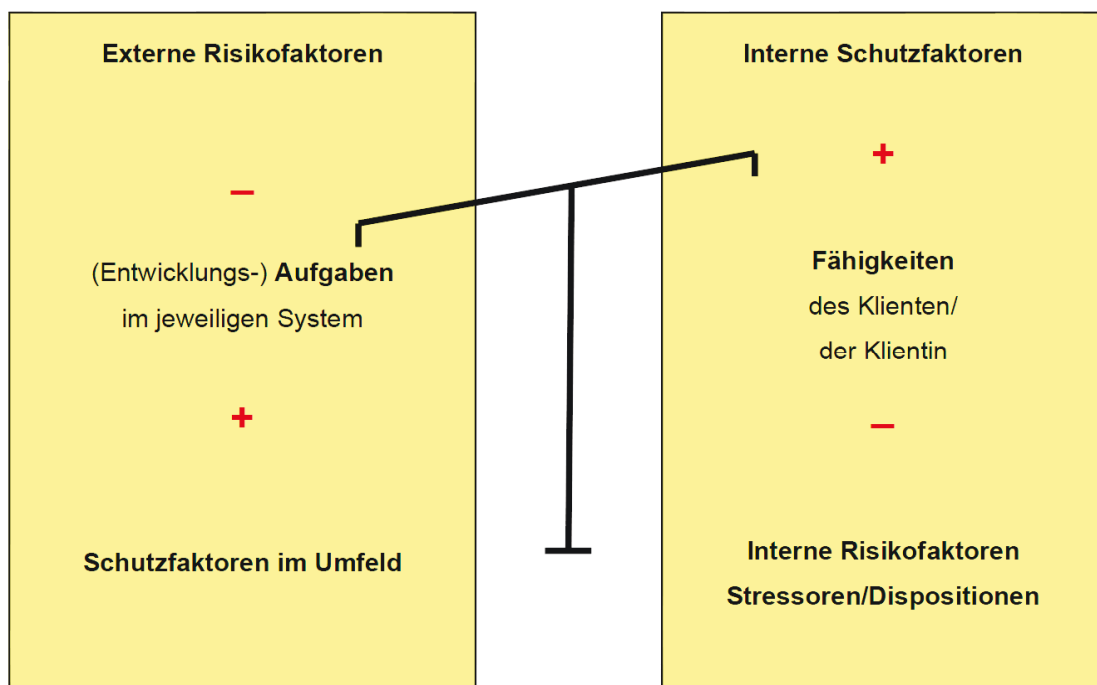 Externe Risikofaktoren
–
(Entwicklungs-) Aufgaben
im jeweiligen System
+
Schutzfaktoren im Umfeld
Interne Schutzfaktoren
+
Fähigkeiten
des Klienten/
der Klientin
–
Interne Risikofaktoren
Stressoren/Dispositionen